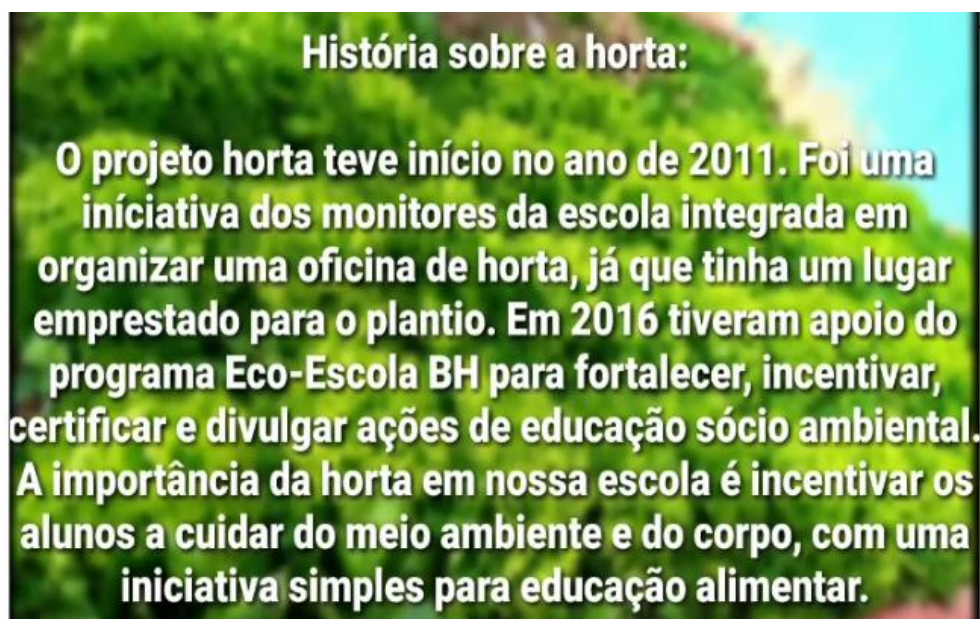 História sobre a horta:
O projeto horta teve início no ano de 2011. Foi uma
iníciativa dos monitores da escola integrada em
organizar uma oficina de horta, já que tinha um lugar
emprestado para o plantio. Em 2016 tiveram apoio do
programa Eco-Escola BH para fortalecer, incentivar,
certificar e divulgar ações de educação sócio ambiental.
A importância da horta em nossa escola é incentivar os
alunos a cuidar do meio ambiente e do corpo, com uma
iniciativa simples para educação alimentar.